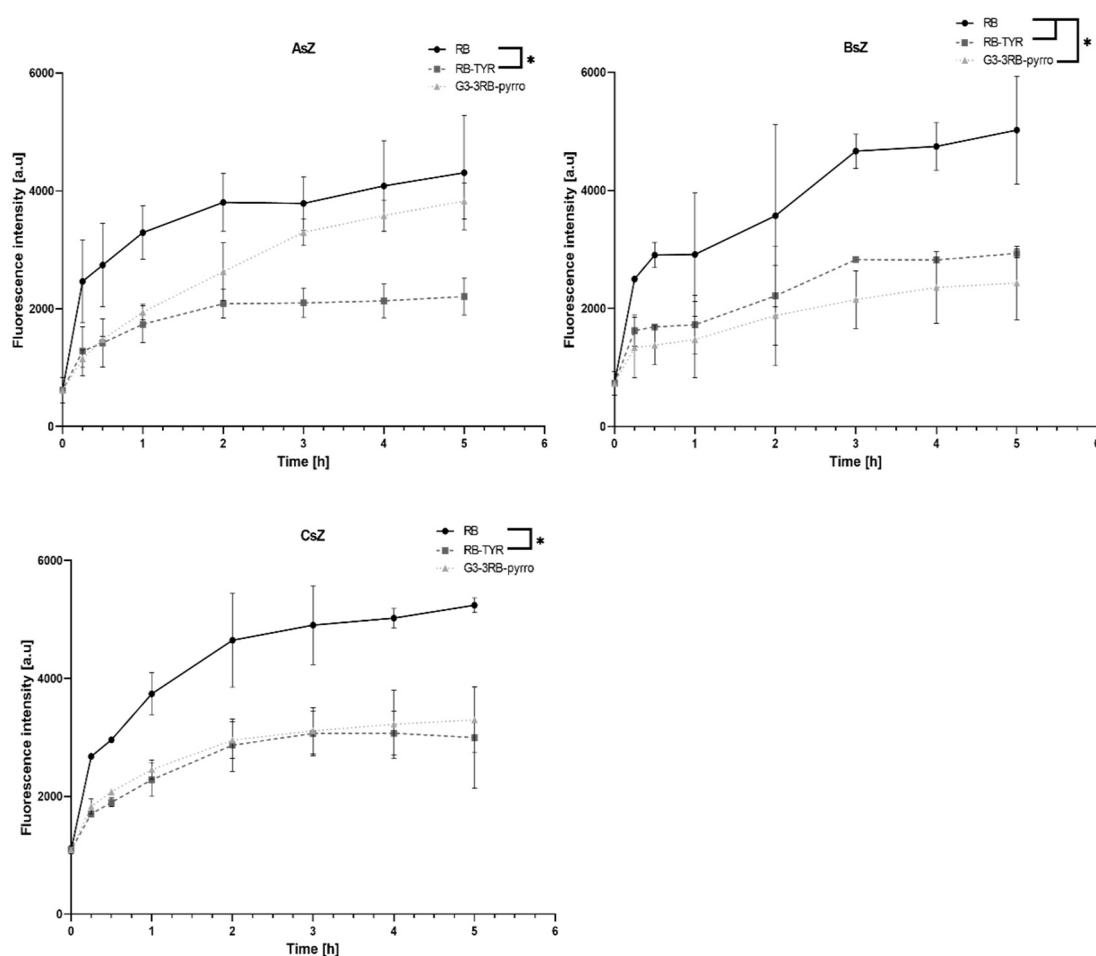 AsZ
RB
RB-TYR
G3-3RB-pyrro
*
6000
4000
2000
0
Fluorescence intensity [a.u]
0 1 2 3 4 5 6
Time [h]
BsZ
RB
RB-TYR
G3-3RB-pyrro
*
6000
4000
2000
0
Fluorescence intensity [a.u]
0 1 2 3 4 5 6
Time [h]
CsZ
RB
RB-TYR
G3-3RB-pyrro
*
6000
4000
2000
0
Fluorescence intensity [a.u]
0 1 2 3 4 5 6
Time [h]